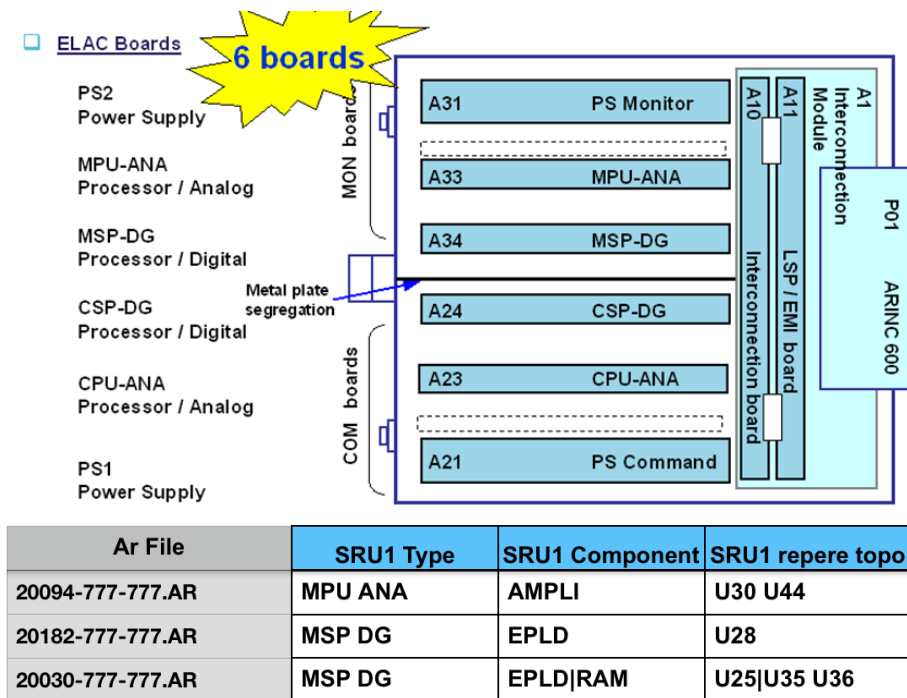 ELAC Boards
6 boards
PS2
Power Supply
MPU-ANA
Processor / Analog
MSP-DG
Processor / Digital
CSP-DG
Processor / Digital
CPU-ANA
Processor / Analog
PS1
Power Supply
MON boards
COM boards
Metal plate
segregation
A31 PS Monitor
A33 MPU-ANA
A34 MSP-DG
A24 CSP-DG
A23 CPU-ANA
A21 PS Command
A10
Interconnection board
A11
LSP / EMI board
A1
Interconnection
Module
P01 ARINC 600
Ar File SRU1 Type SRU1 Component SRU1 repere topo
20094-777-777.AR MPU ANA AMPLI U30 U44
20182-777-777.AR MSP DG EPLD U28
20030-777-777.AR MSP DG EPLD|RAM U25|U35 U36